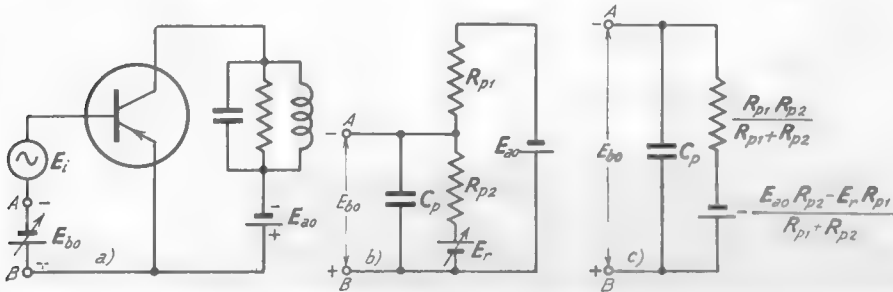 E_i
A -
E_bo
B +
a)
- E_ao +
- A
E_bo
+ B
b)
C_p
R_p1
R_p2
E_r
E_ao
- A
E_bo
+ B
c)
C_p
R_p1 R_p2 / R_p1 + R_p2
- E_ao R_p2 - E_r R_p1 / R_p1 + R_p2